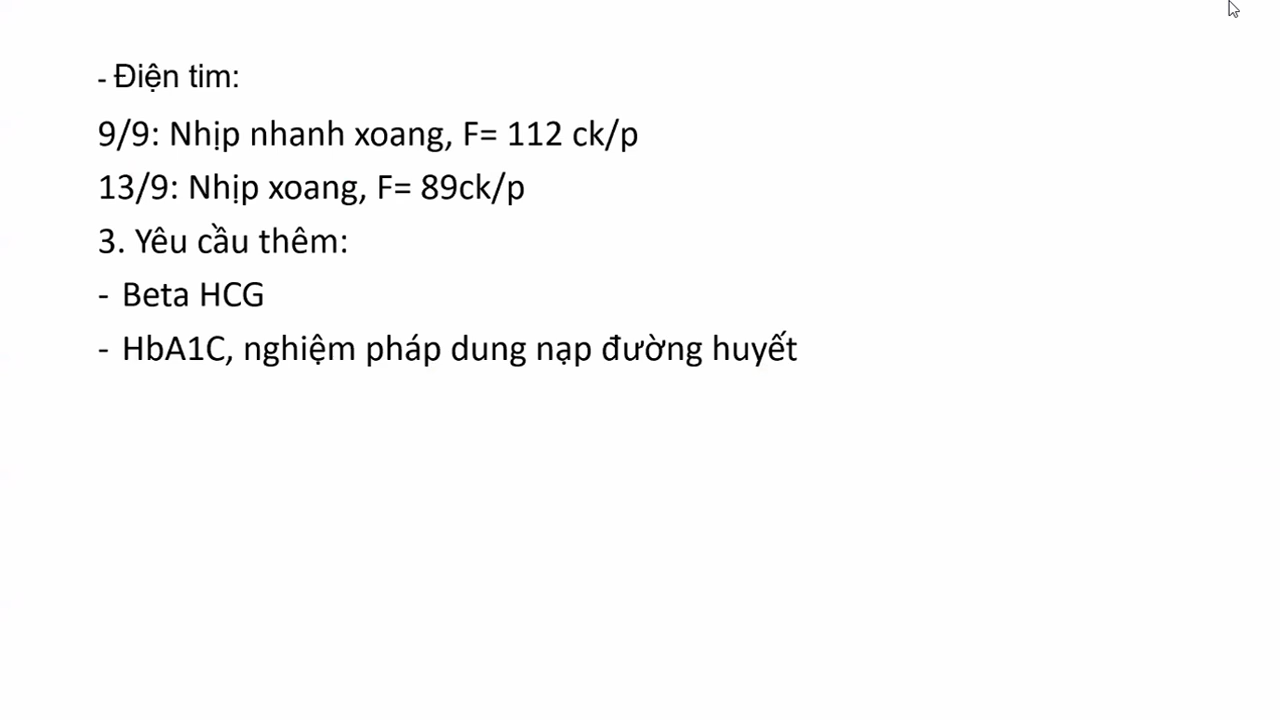 - Điện tim:
9/9: Nhịp nhanh xoang, F= 112 ck/p
13/9: Nhịp xoang, F= 89ck/p
3. Yêu cầu thêm:
- Beta HCG
- HbA1C, nghiệm pháp dung nạp đường huyết